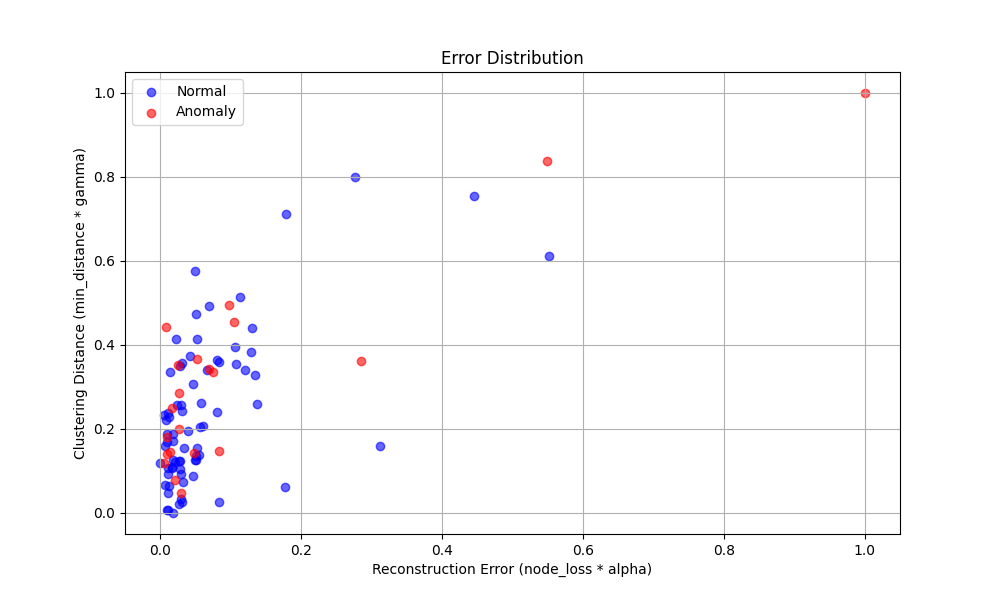 Error Distribution
Normal
Anomaly
Clustering Distance (min_distance * gamma)
1.0
0.8
0.6
0.4
0.2
0.0
0.0 0.2 0.4 0.6 0.8 1.0
Reconstruction Error (node_loss * alpha)